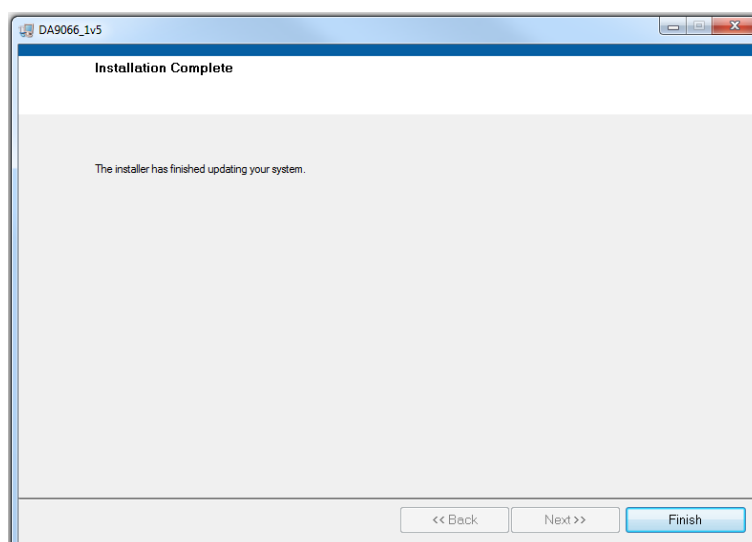 DA9066_1v5
Installation Complete
The installer has finished updating your system.
<< Back
Next >>
Finish